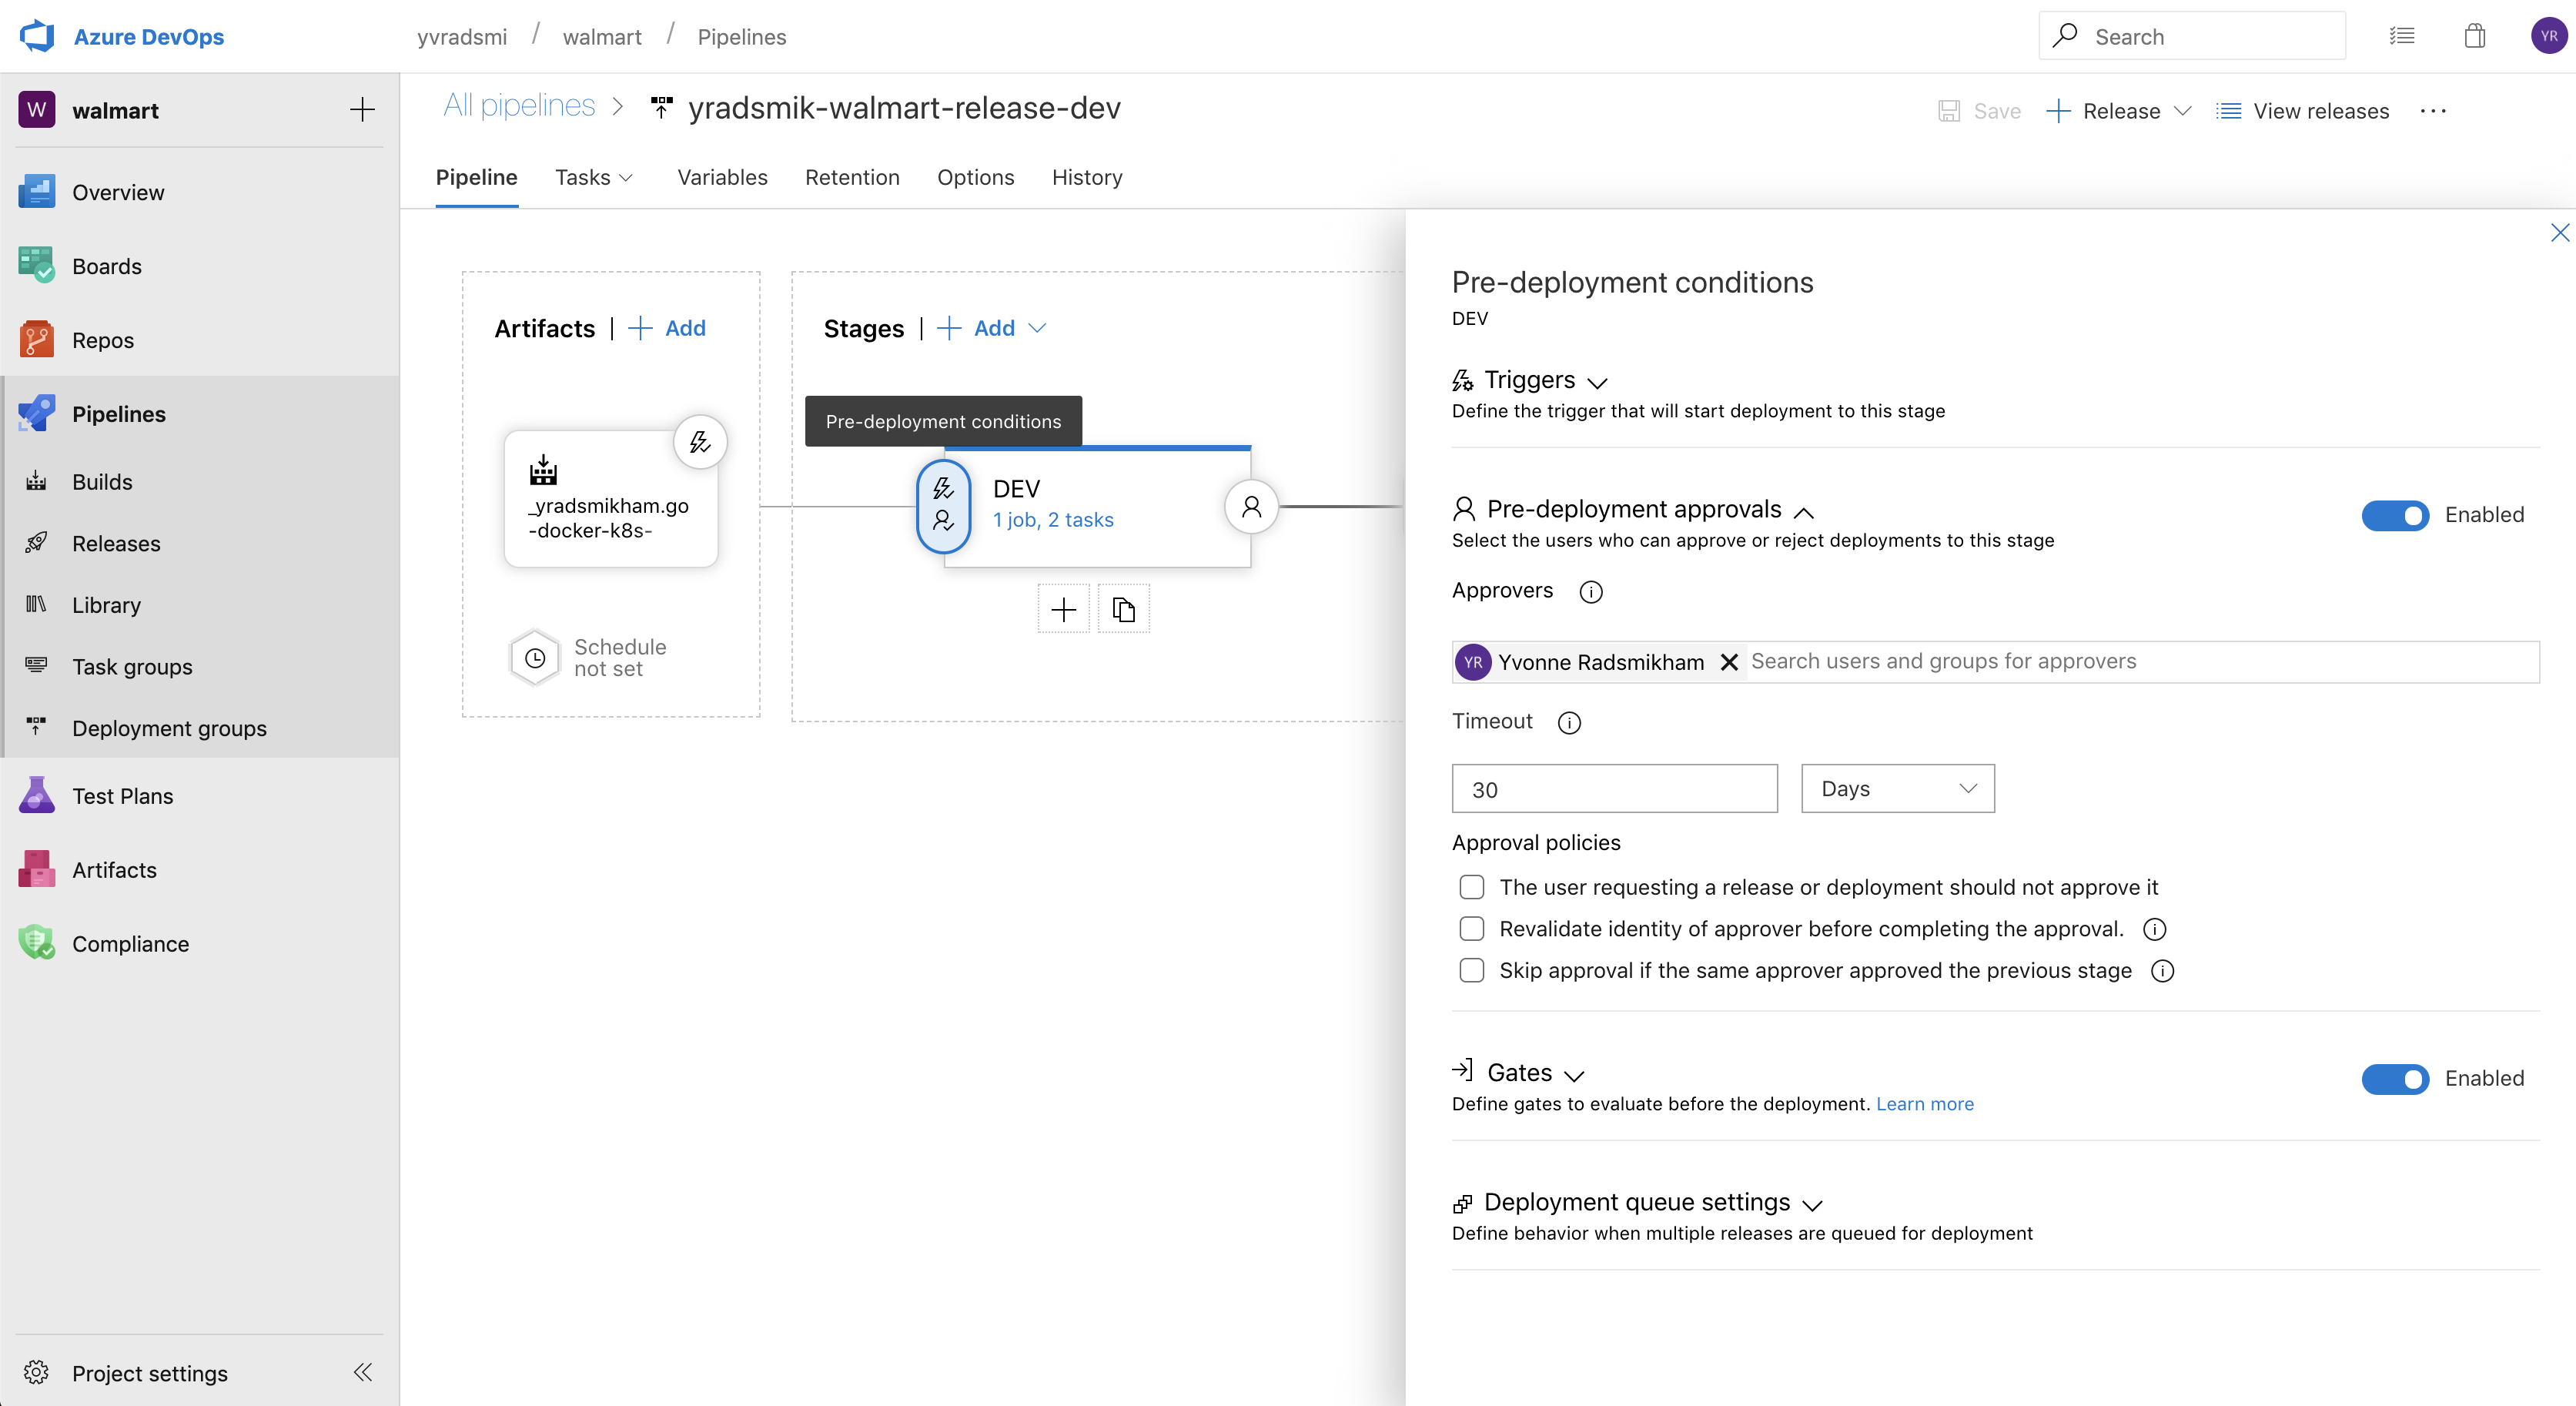 Azure DevOps
yvradsmi / walmart / Pipelines
Search
YR
W walmart
Overview
Boards
Repos
Pipelines
Builds
Releases
Library
Task groups
Deployment groups
Test Plans
Artifacts
Compliance
Project settings
All pipelines > yradsmik-walmart-release-dev
Save
Release
View releases
Pipeline
Tasks
Variables
Retention
Options
History
Artifacts | + Add
_yradsmikham.go
-docker-k8s-
Schedule
not set
Stages | + Add
Pre-deployment conditions
DEV
1 job, 2 tasks
Pre-deployment conditions
DEV
Triggers
Define the trigger that will start deployment to this stage
Pre-deployment approvals
Enabled
Select the users who can approve or reject deployments to this stage
Approvers
YR Yvonne Radsmikham Search users and groups for approvers
Timeout
30
Days
Approval policies
The user requesting a release or deployment should not approve it
Revalidate identity of approver before completing the approval.
Skip approval if the same approver approved the previous stage
Gates
Enabled
Define gates to evaluate before the deployment. Learn more
Deployment queue settings
Define behavior when multiple releases are queued for deployment